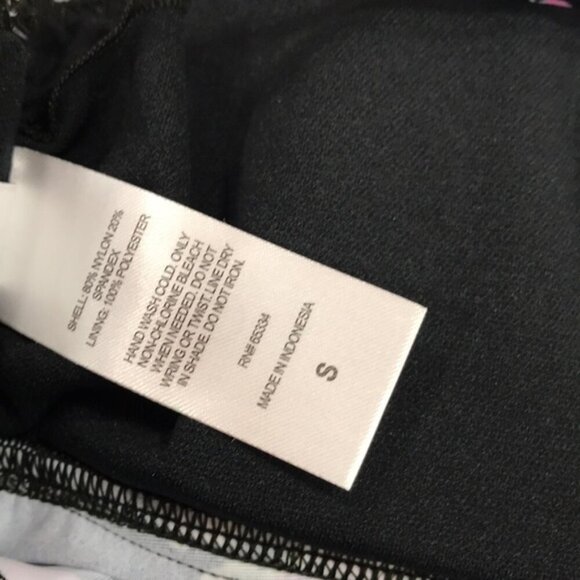 SHELL: 80% NYLON 20%
SPANDEX
LINING: 100% POLYESTER
HAND WASH COLD. ONLY
NON-CHLORINE BLEACH
WHEN NEEDED. DO NOT
WRING OR TWIST. LINE DRY
IN SHADE. DO NOT IRON.
RN# 65334
MADE IN INDONESIA
S